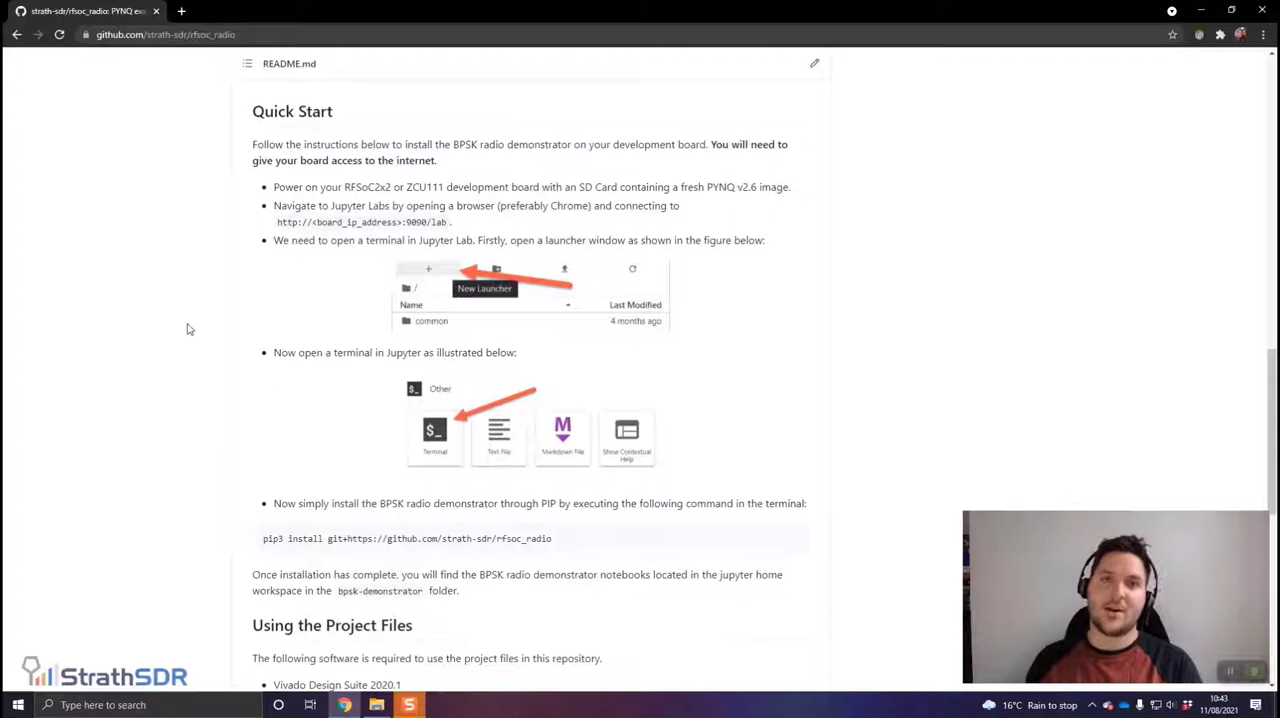 strath-sdr/rfsoc_radio: PYNQ ex
github.com/strath-sdr/rfsoc_radio
README.md
Quick Start
Follow the instructions below to install the BPSK radio demonstrator on your development board. You will need to
give your board access to the internet.
Power on your RFSoC2x2 or ZCU111 development board with an SD Card containing a fresh PYNQ v2.6 image.
Navigate to Jupyter Labs by opening a browser (preferably Chrome) and connecting to
http://<board_ip_address>:9090/lab .
We need to open a terminal in Jupyter Lab. Firstly, open a launcher window as shown in the figure below:
/
New Launcher
Name Last Modified
common 4 months ago
Now open a terminal in Jupyter as illustrated below:
$_ Other
$_ M
Terminal Text File Markdown File Show Contextual
Help
Now simply install the BPSK radio demonstrator through PIP by executing the following command in the terminal:
pip3 install git+https://github.com/strath-sdr/rfsoc_radio
Once installation has complete, you will find the BPSK radio demonstrator notebooks located in the jupyter home
workspace in the bpsk-demonstrator folder.
Using the Project Files
The following software is required to use the project files in this repository.
Vivado Design Suite 2020.1
StrathSDR
Type here to search
S
16°C Rain to stop
10:43
11/08/2021